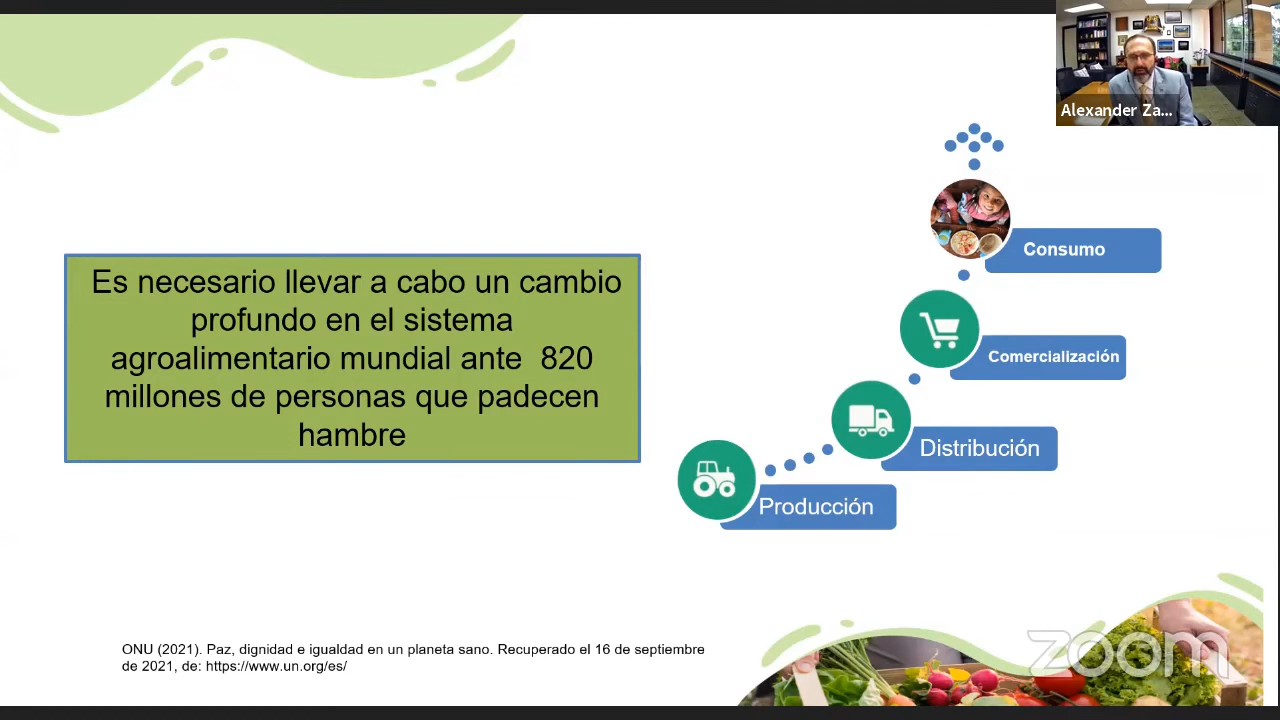 Alexander Za...
Consumo
Es necesario llevar a cabo un cambio
profundo en el sistema
agroalimentario mundial ante 820
millones de personas que padecen
hambre
Comercialización
Distribución
Producción
ONU (2021). Paz, dignidad e igualdad en un planeta sano. Recuperado el 16 de septiembre
de 2021, de: https://www.un.org/es/
zoom